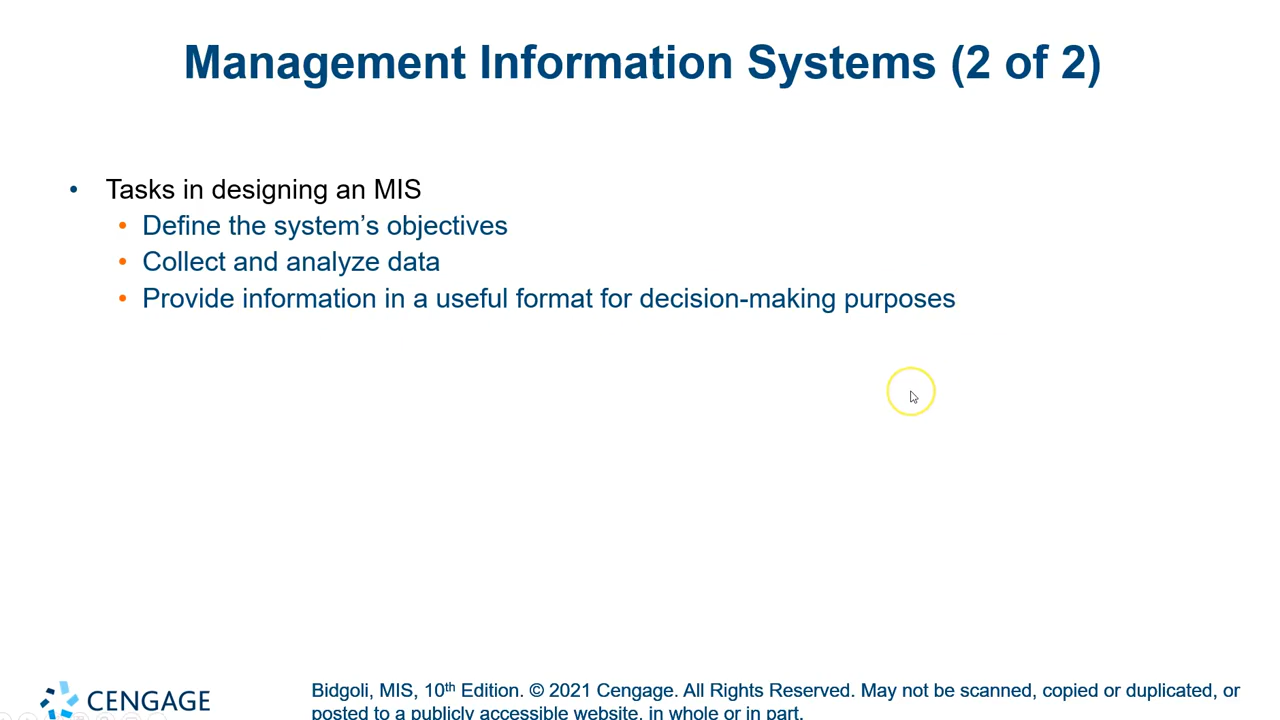 Management Information Systems (2 of 2)
• Tasks in designing an MIS
• Define the system’s objectives
• Collect and analyze data
• Provide information in a useful format for decision-making purposes
CENGAGE
Bidgoli, MIS, 10th Edition. © 2021 Cengage. All Rights Reserved. May not be scanned, copied or duplicated, or
posted to a publicly accessible website, in whole or in part.